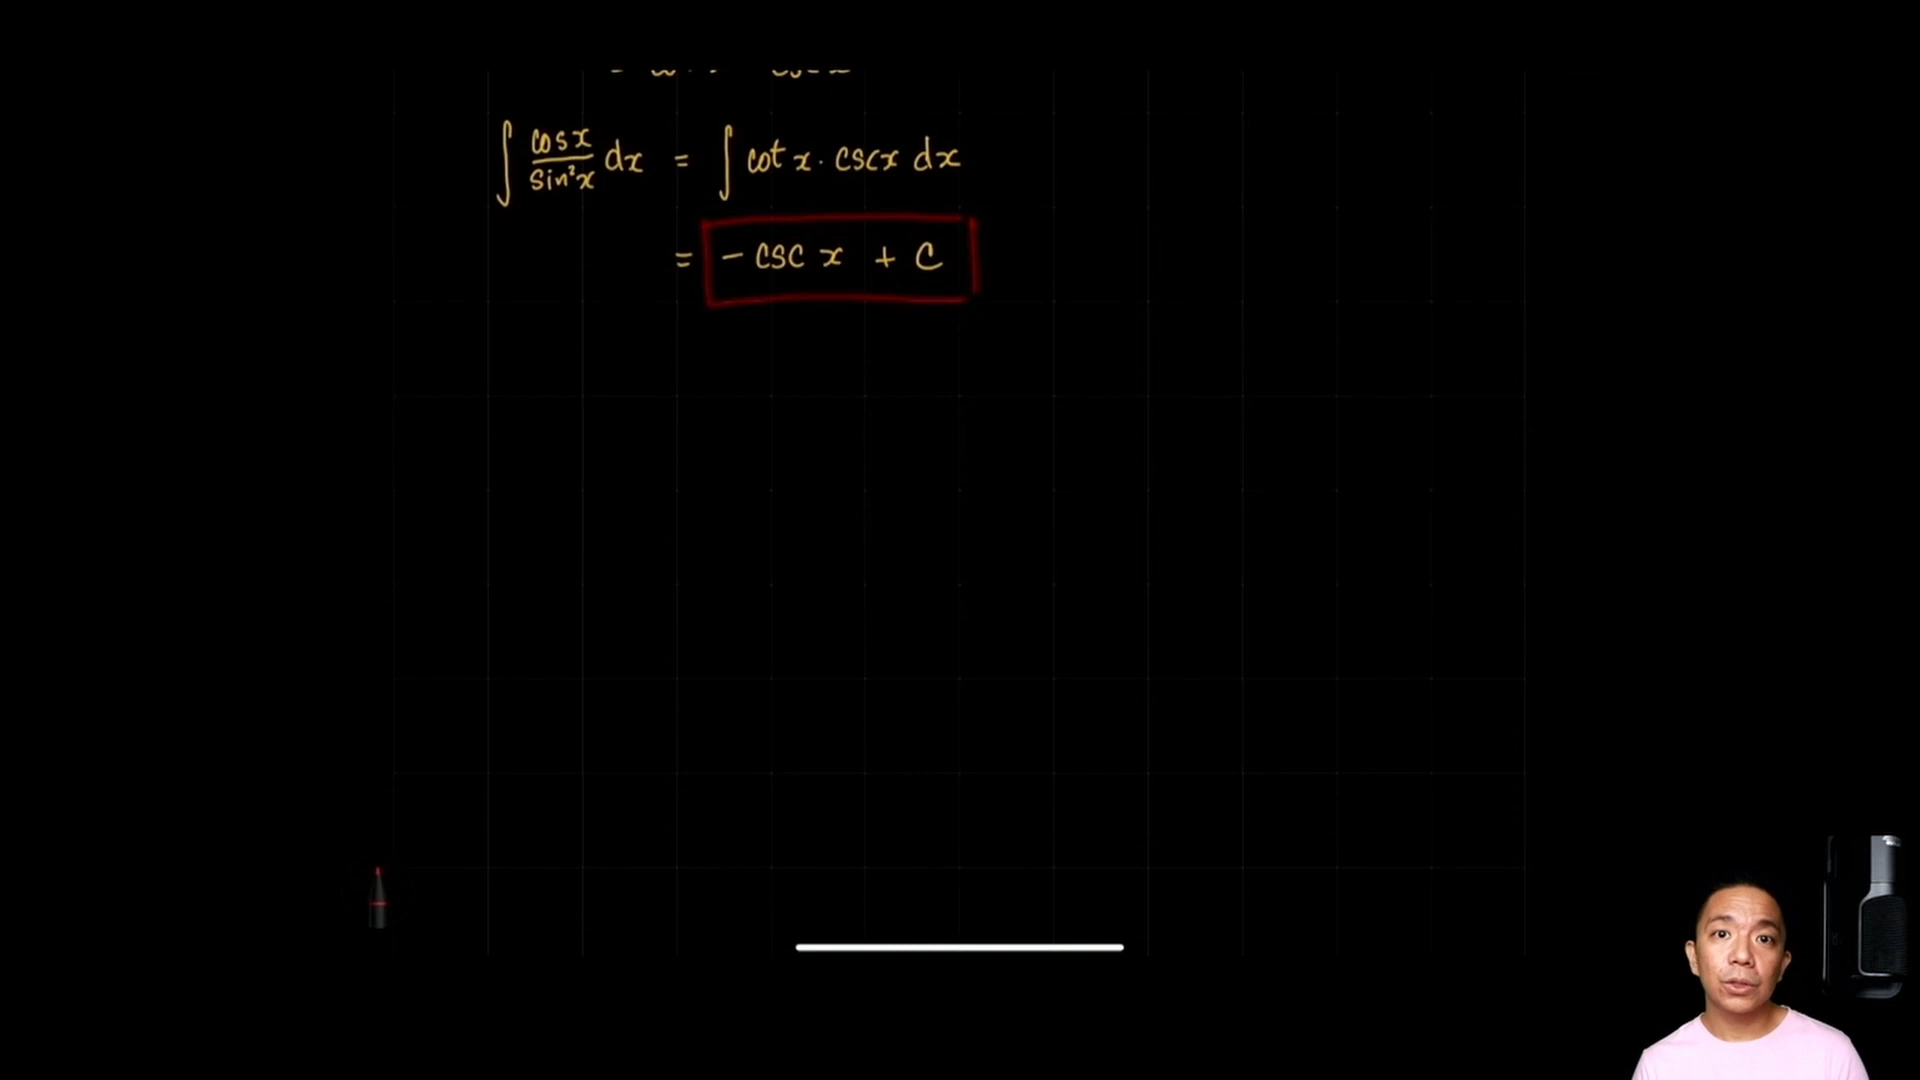 ∫ cos x / sin²x dx = ∫ cot x · csc x dx
= - csc x + C